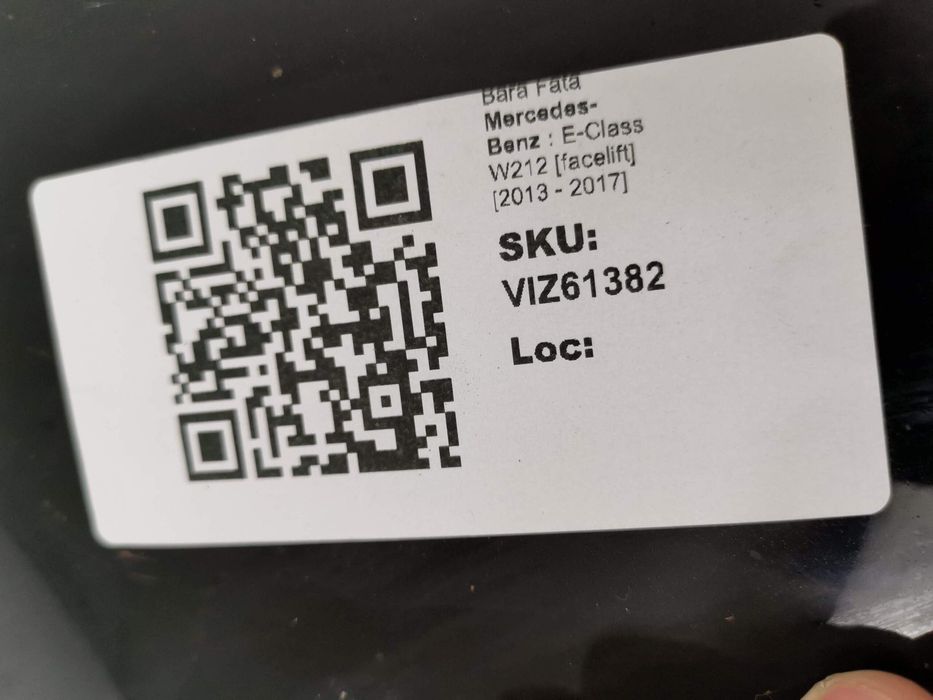 Bara Fata
Mercedes-
Benz : E-Class
W212 [facelift]
[2013 - 2017]
SKU:
VIZ61382
Loc: